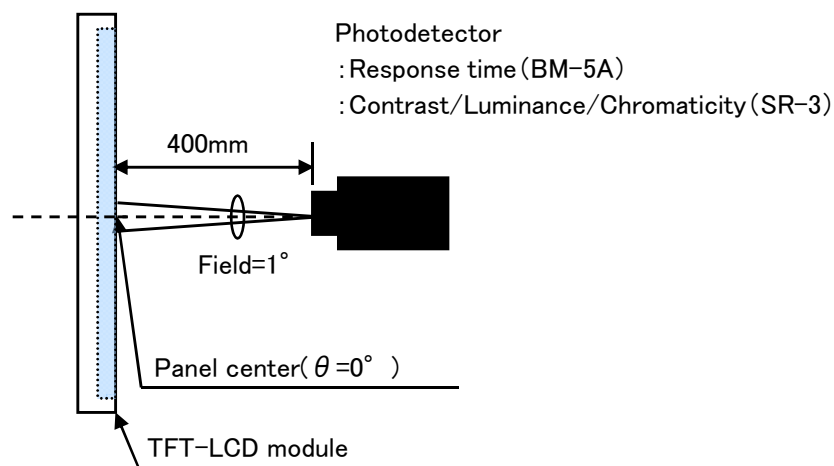 Photodetector
:Response time(BM-5A)
:Contrast/Luminance/Chromaticity(SR-3)
400mm
Field=1°
Panel center(θ=0°)
TFT-LCD module